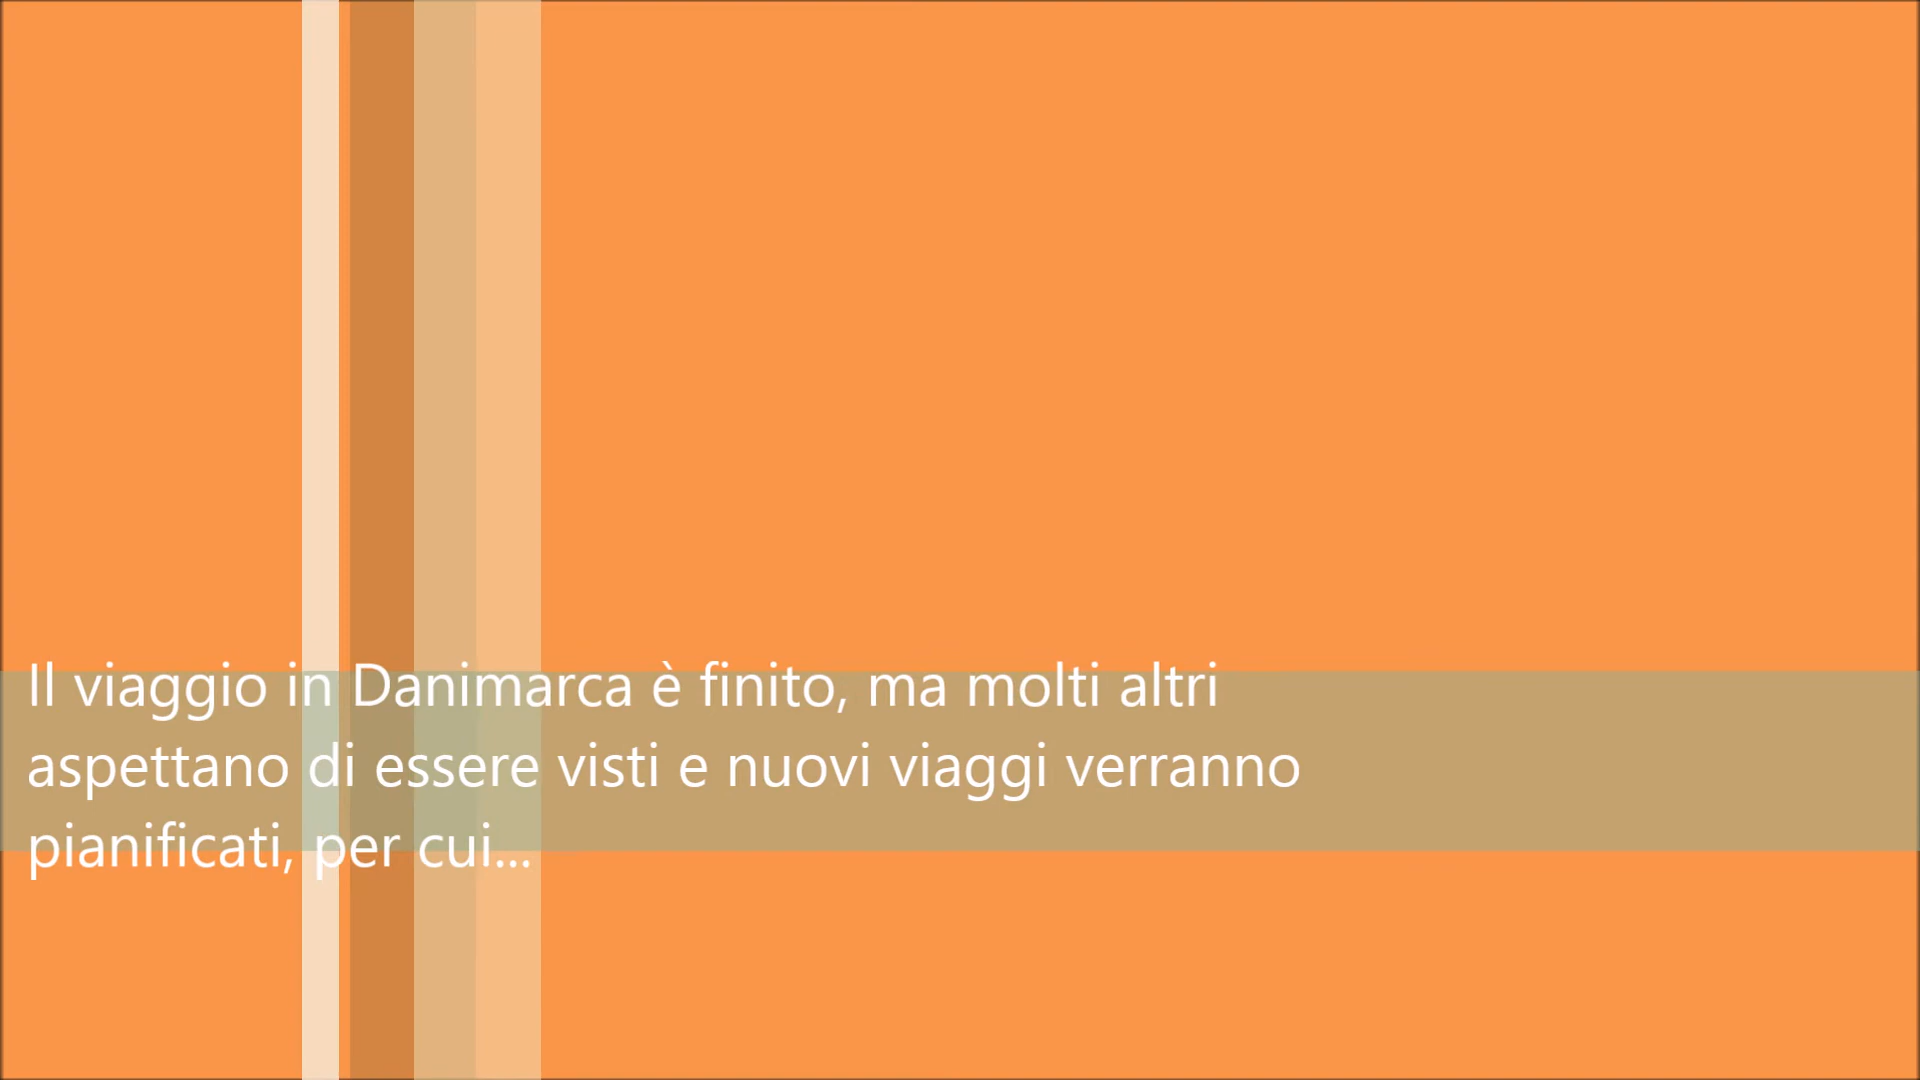 Il viaggio in Danimarca è finito, ma molti altri
aspettano di essere visti e nuovi viaggi verranno
pianificati, per cui...